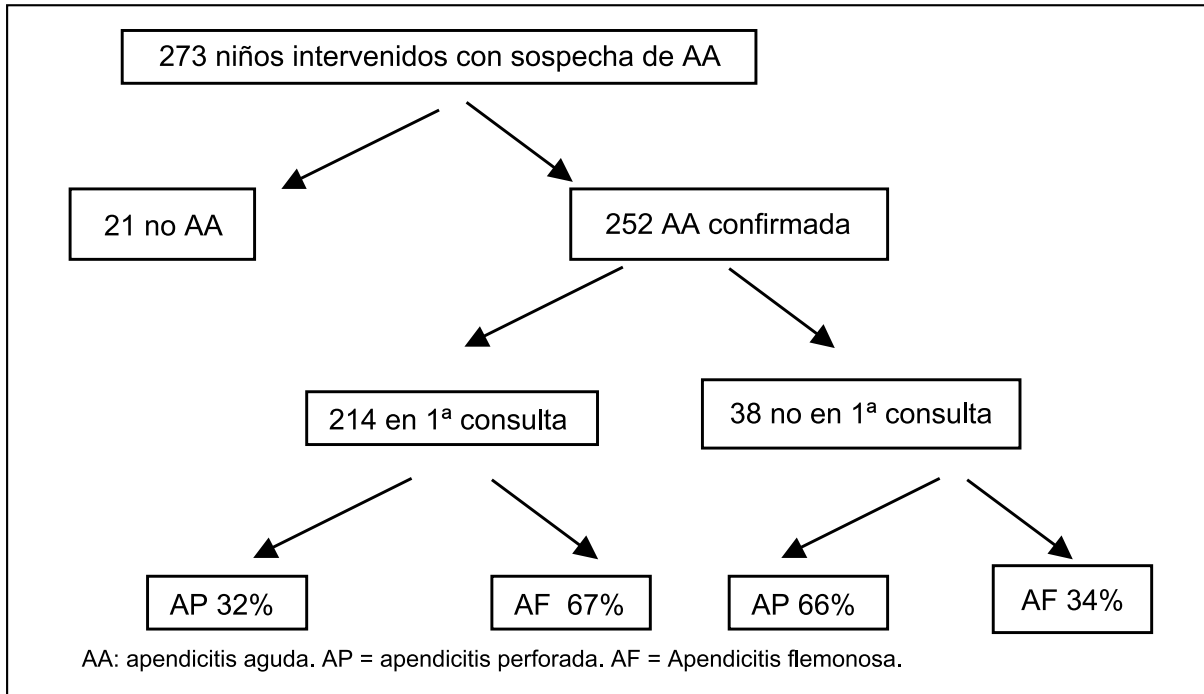 273 niños intervenidos con sospecha de AA
21 no AA
252 AA confirmada
214 en 1ª consulta
38 no en 1ª consulta
AP 32%
AF 67%
AP 66%
AF 34%
AA: apendicitis aguda. AP = apendicitis perforada. AF = Apendicitis flemonosa.